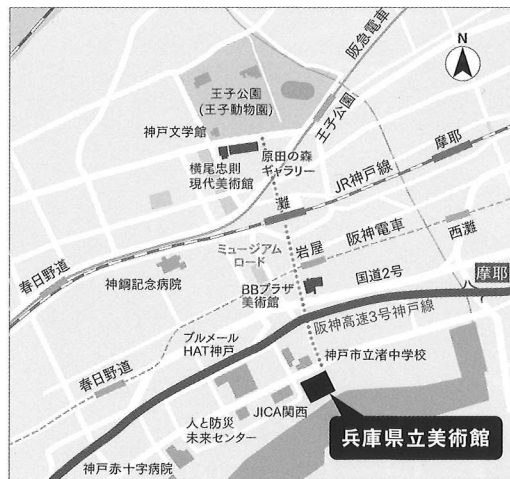 阪急電車
N
王子公園
(王子動物園)
王子公園
神戸文学館
摩耶
横尾忠則
現代美術館
原田の森
ギャラリー
JR神戸線
灘
岩屋
阪神電車
西灘
ミュージアム
ロード
春日野道
神鋼記念病院
国道2号
摩耶
BBプラザ
美術館
阪神高速3号神戸線
ブルメール
HAT神戸
神戸市立渚中学校
春日野道
JICA関西
人と防災
未来センター
兵庫県立美術館
神戸赤十字病院